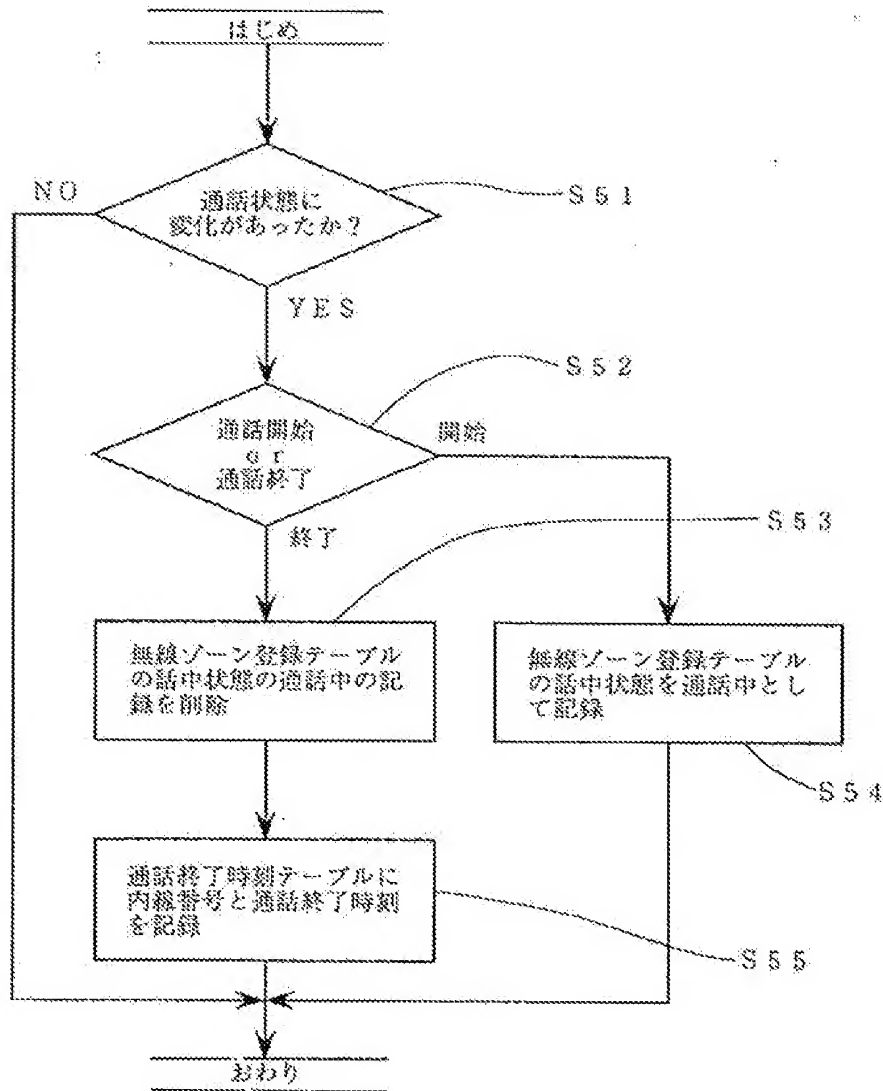 はじめ
NO
通話状態に
変化があったか？
S51
YES
S52
通話開始
or
通話終了
開始
終了
S53
無線ゾーン登録テーブル
の話中状態の通話中の記
録を削除
無線ゾーン登録テーブル
の話中状態を通話中とし
て記録
S54
通話終了時刻テーブルに
内線番号と通話終了時刻
を記録
S55
おわり